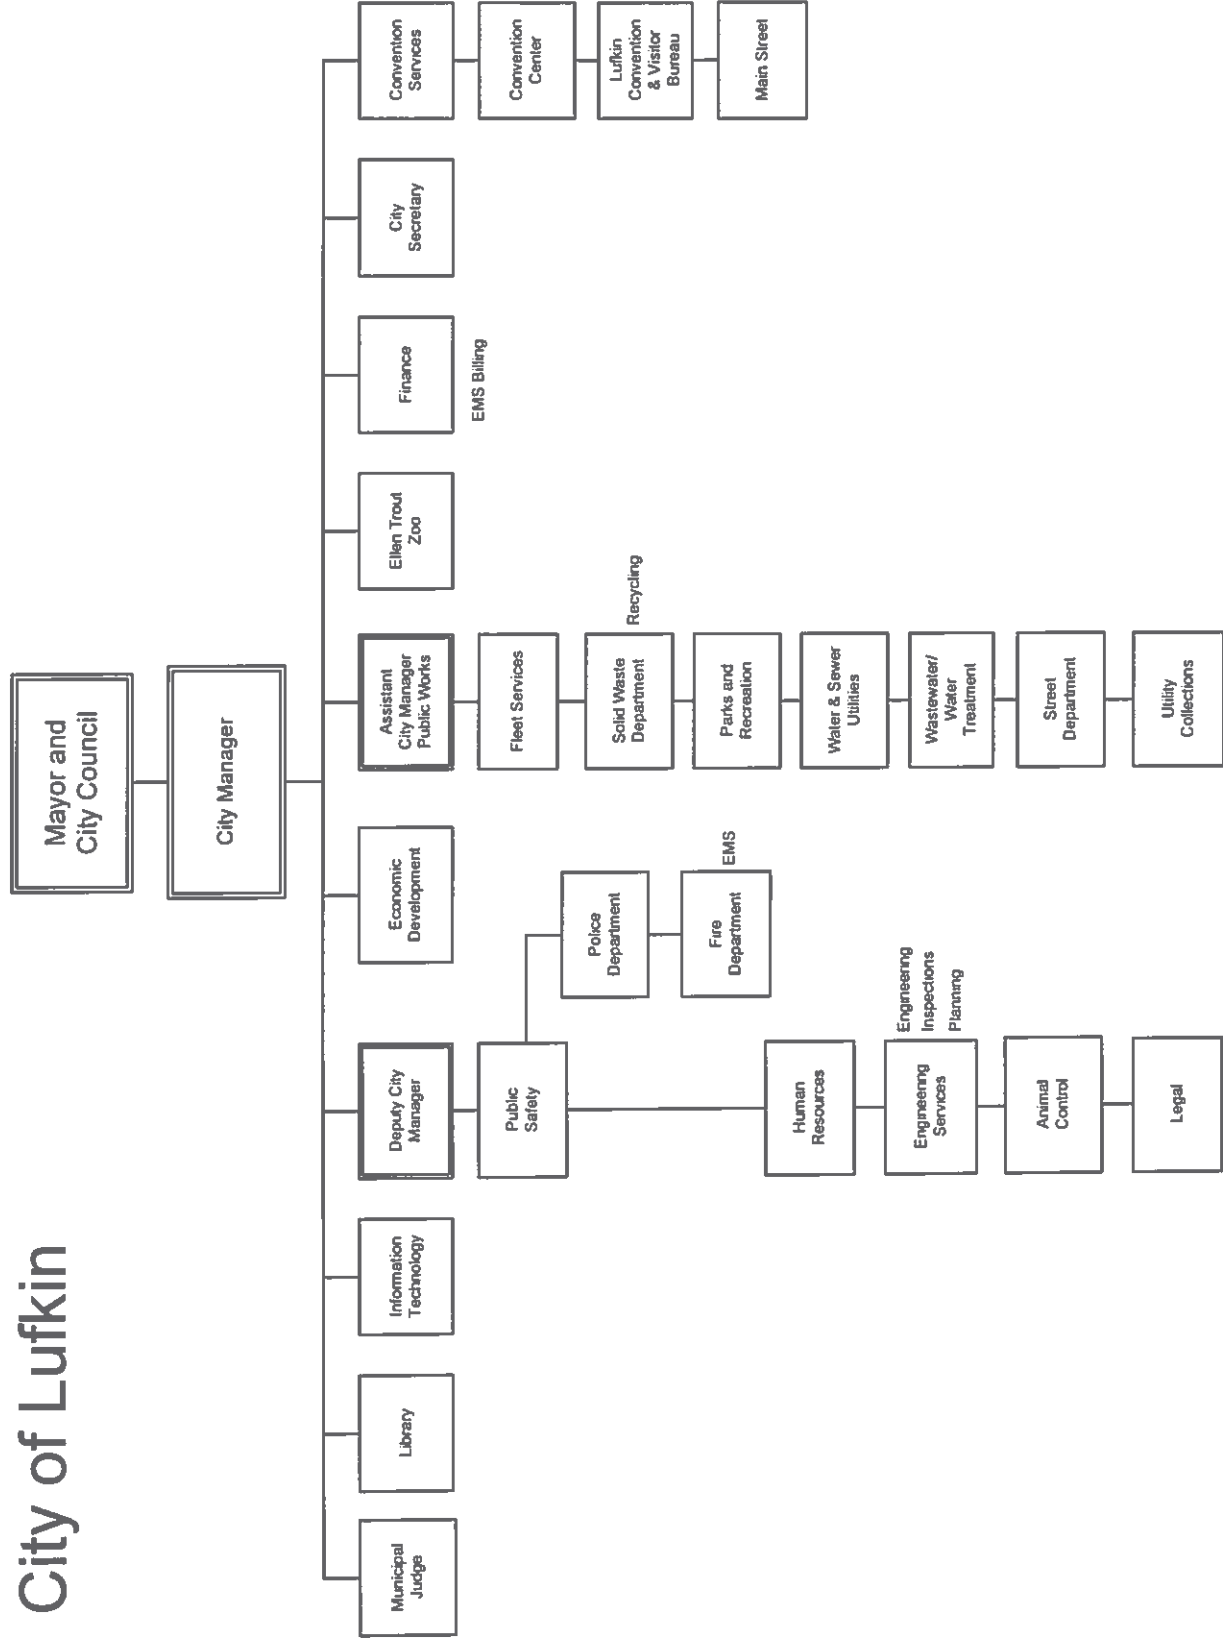 City of Lufkin
Mayor and
City Council
City Manager
Municipal
Judge
Library
Information
Technology
Deputy City
Manager
Economic
Development
Assistant
City Manager
Public Works
Ellen Trout
Zoo
Finance
EMS Billing
City
Secretary
Convention
Services
Public
Safety
Police
Department
Fire
Department
EMS
Human
Resources
Engineering
Services
Engineering
Inspections
Planning
Animal
Control
Legal
Fleet Services
Solid Waste
Department
Recycling
Parks and
Recreation
Water & Sewer
Utilities
Wastewater/
Water
Treatment
Street
Department
Utility
Collections
Convention
Center
Lufkin
Convention
& Visitor
Bureau
Main Street